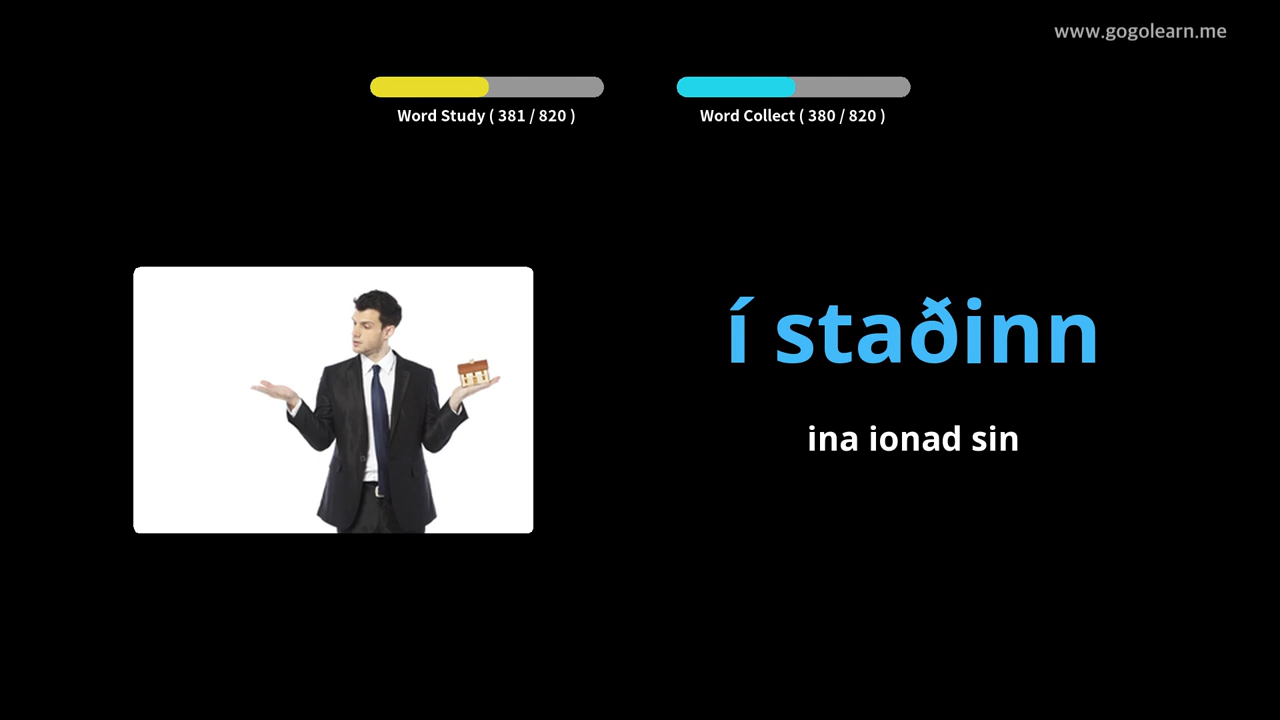 www.gogolearn.me
Word Study ( 381 / 820 )
Word Collect ( 380 / 820 )
í staðinn
ina ionad sin